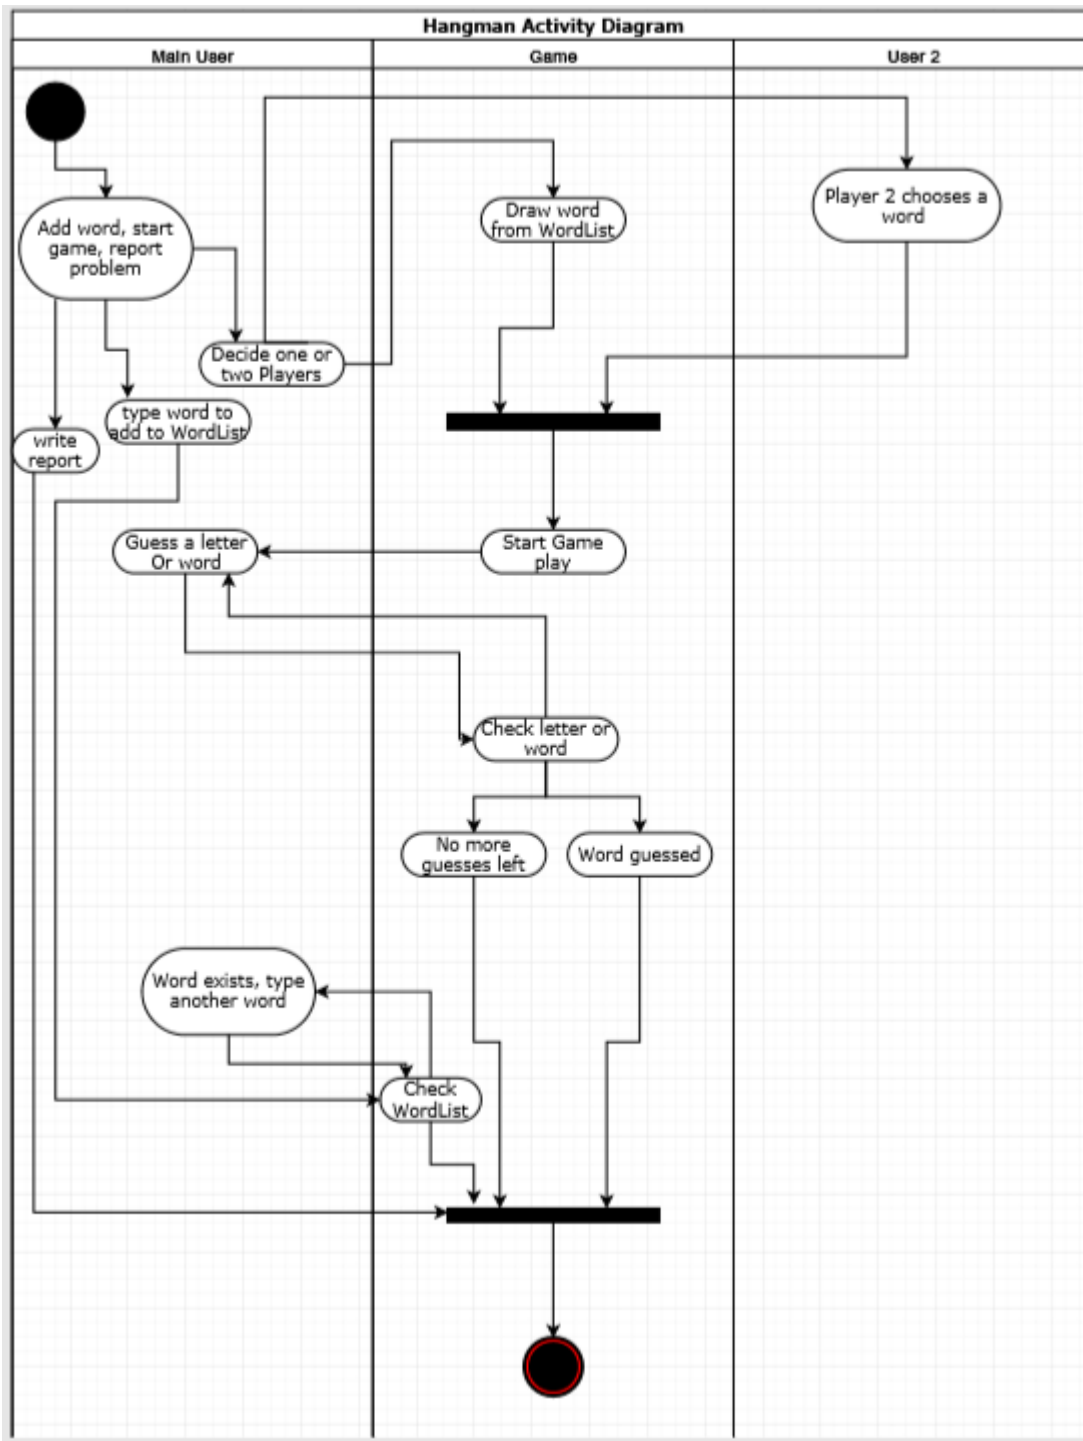 Hangman Activity Diagram
Main User
Game
User 2
Add word, start
game, report
problem
Draw word
from WordList
Player 2 chooses a
word
Decide one or
two Players
type word to
add to WordList
write
report
Guess a letter
Or word
Start Game
play
Check letter or
word
No more
guesses left
Word guessed
Word exists, type
another word
Check
WordList